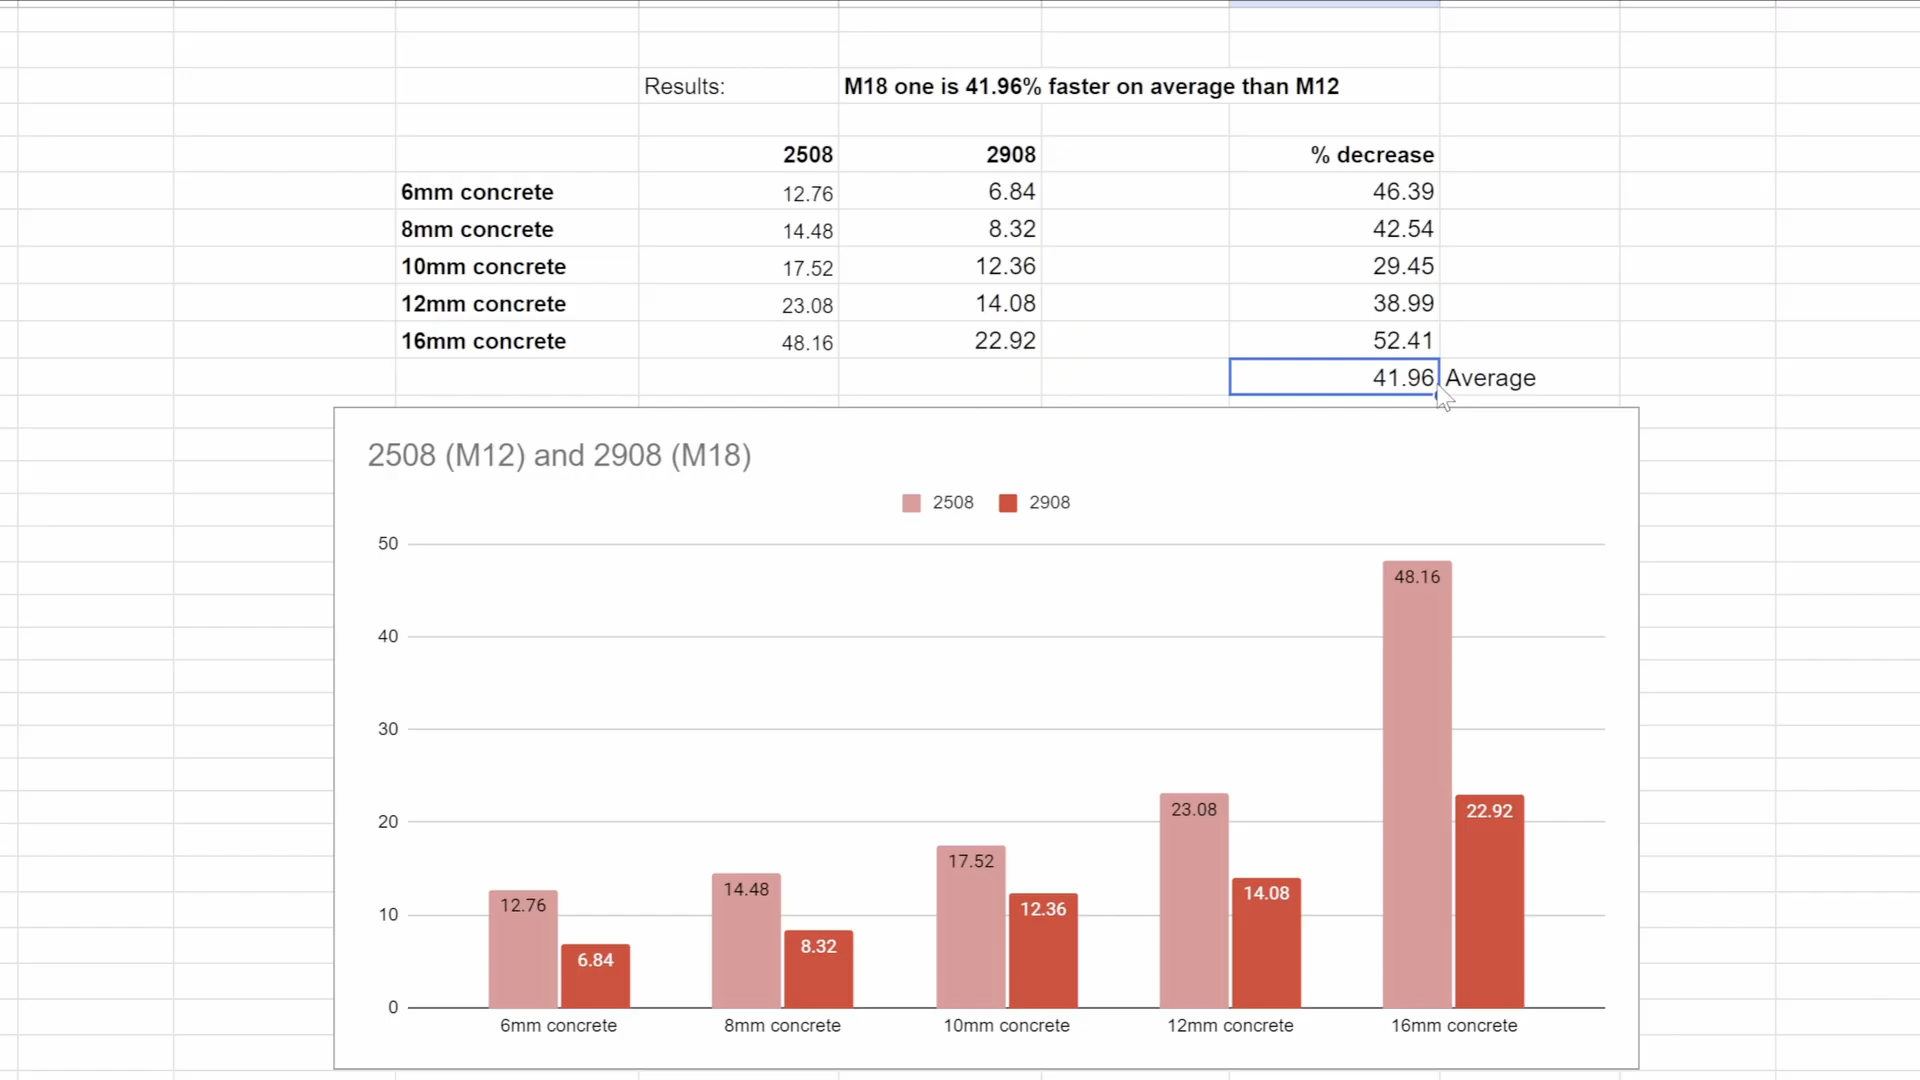 Results: M18 one is 41.96% faster on average than M12
2508 2908 % decrease
6mm concrete 12.76 6.84 46.39
8mm concrete 14.48 8.32 42.54
10mm concrete 17.52 12.36 29.45
12mm concrete 23.08 14.08 38.99
16mm concrete 48.16 22.92 52.41
41.96 Average
2508 (M12) and 2908 (M18)
2508 2908
50
40
30
20
10
0
12.76 6.84 14.48 8.32 17.52 12.36 23.08 14.08 48.16 22.92
6mm concrete 8mm concrete 10mm concrete 12mm concrete 16mm concrete